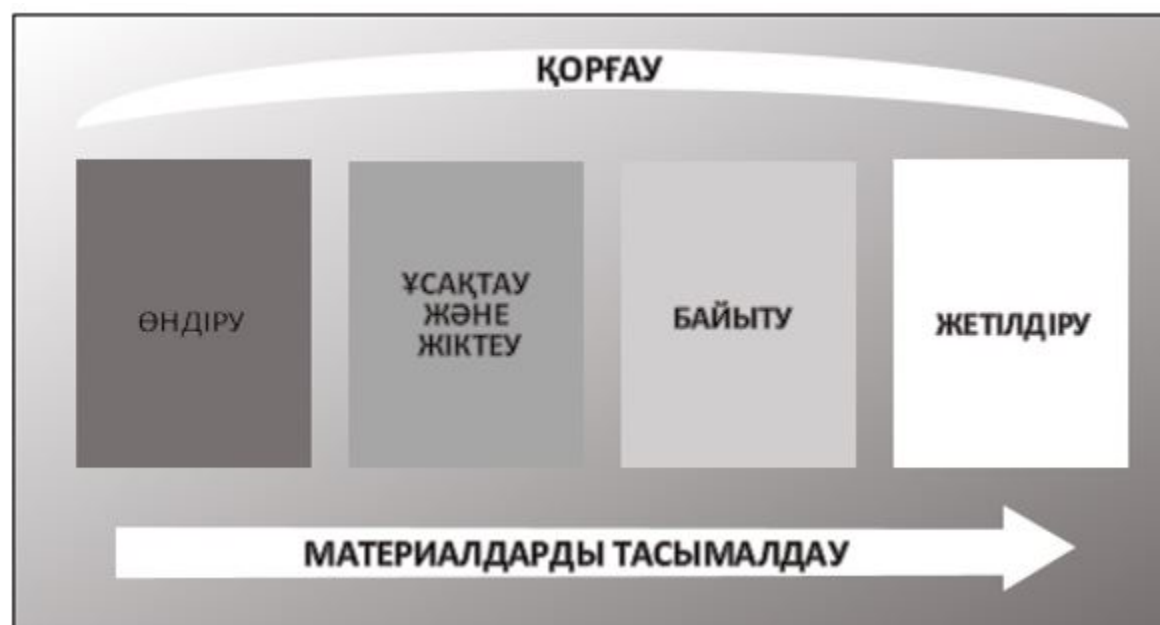 ҚОРҒАУ
ӨНДІРУ
ҰСАҚТАУ
ЖӘНЕ
ЖІКТЕУ
БАЙЫТУ
ЖЕТІЛДІРУ
МАТЕРИАЛДАРДЫ ТАСЫМАЛДАУ